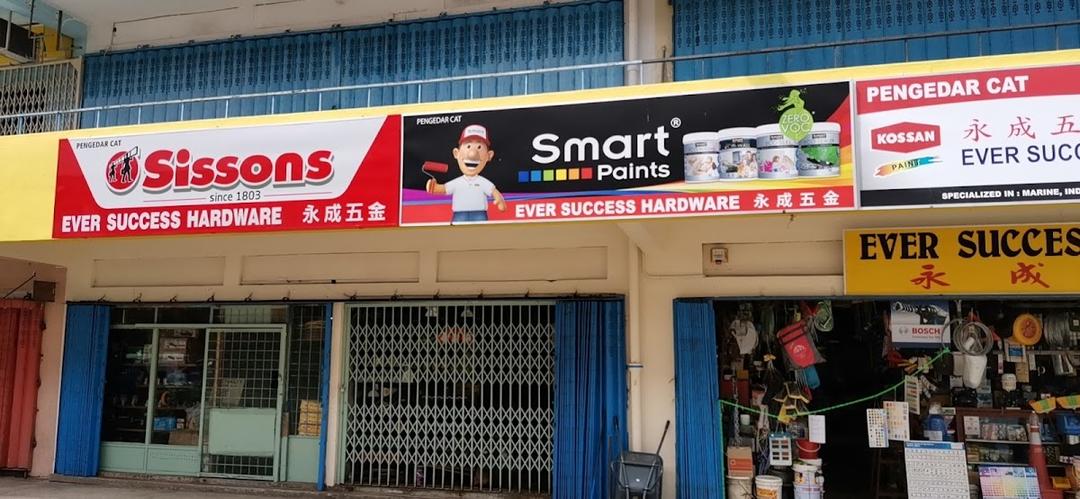 PENGEDAR CAT
Sissons
since 1803
EVER SUCCESS HARDWARE 永成五金
PENGEDAR CAT
Smart®
Paints
ZERO
VOC
EVER SUCCESS HARDWARE 永成五金
PENGEDAR CAT
KOSSAN
PAINT
永成五
EVER SUCC
SPECIALIZED IN : MARINE, IND
EVER SUCCES
永 成
BOSCH